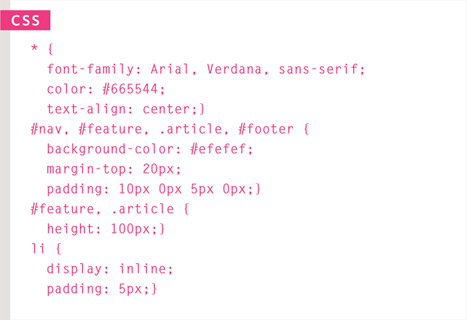 CSS
* {
font-family: Arial, Verdana, sans-serif;
color: #665544;
text-align: center;}
#nav, #feature, .article, #footer {
background-color: #efefef;
margin-top: 20px;
padding: 10px 0px 5px 0px;}
#feature, .article {
height: 100px;}
li {
display: inline;
padding: 5px;}